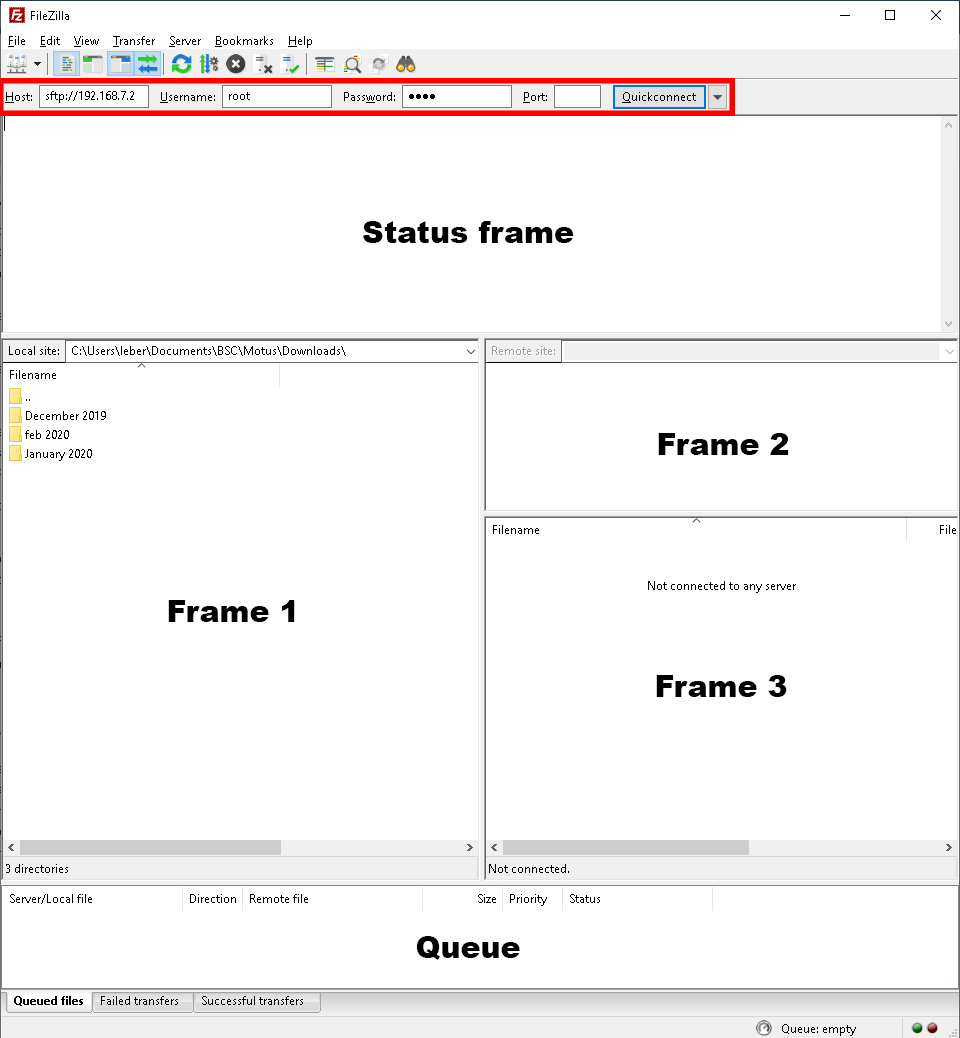 FileZilla
File Edit View Transfer Server Bookmarks Help
Host: sftp://192.168.7.2 Username: root Password: •••• Port: Quickconnect
Status frame
Local site: C:\Users\leber\Documents\BSC\Motus\Downloads\
Filename
..
December 2019
feb 2020
January 2020
Frame 1
3 directories
Remote site:
Frame 2
Filename File
Not connected to any server
Frame 3
Not connected.
Server/Local file Direction Remote file Size Priority Status
Queue
Queued files Failed transfers Successful transfers
Queue: empty